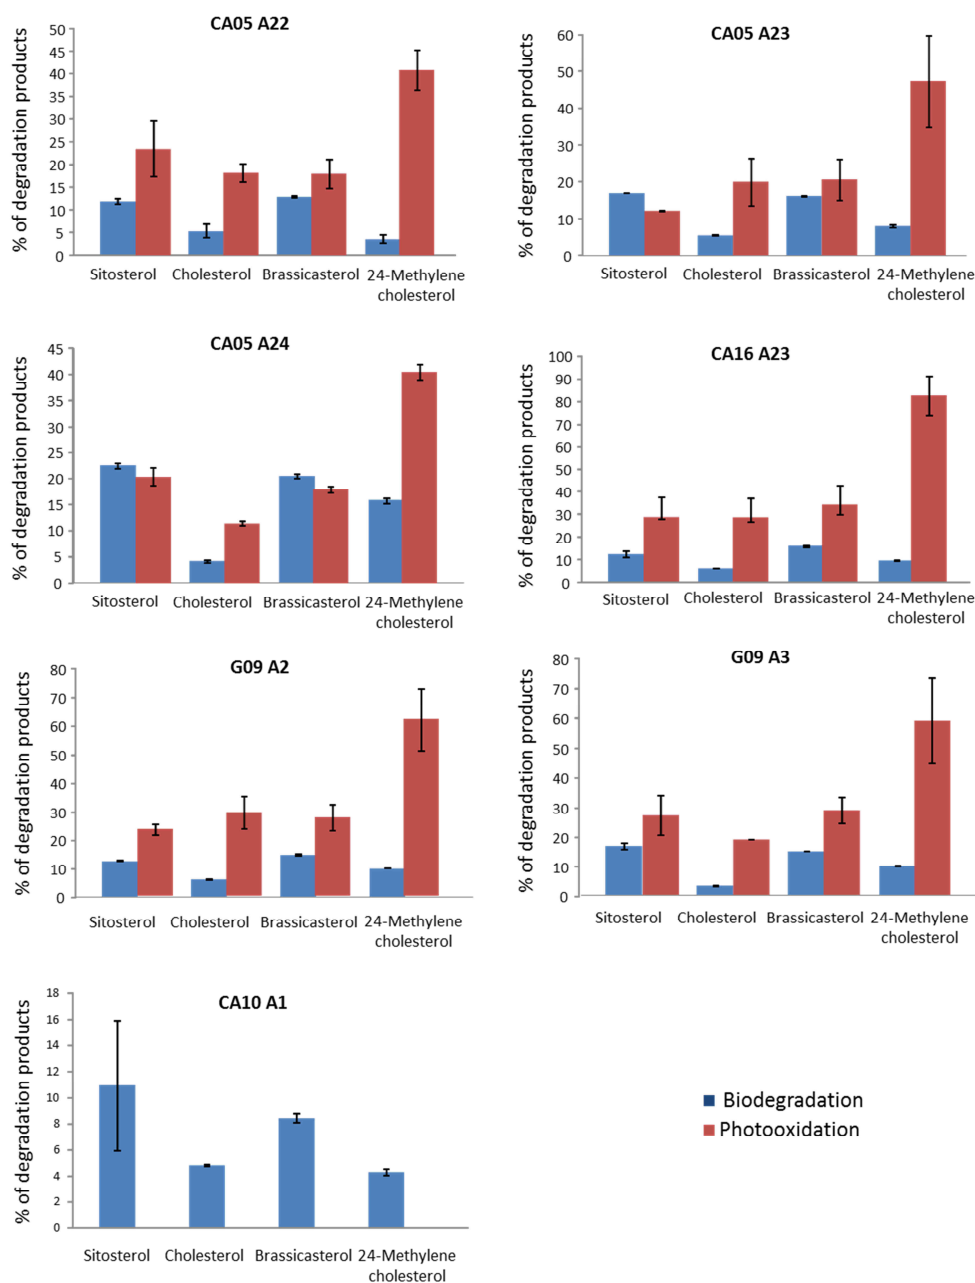 CA05 A22
% of degradation products
50
45
40
35
30
25
20
15
10
5
0
Sitosterol Cholesterol Brassicasterol 24-Methylene
cholesterol
CA05 A23
% of degradation products
60
50
40
30
20
10
0
Sitosterol Cholesterol Brassicasterol 24-Methylene
cholesterol
CA05 A24
% of degradation products
45
40
35
30
25
20
15
10
5
0
Sitosterol Cholesterol Brassicasterol 24-Methylene
cholesterol
CA16 A23
% of degradation products
100
90
80
70
60
50
40
30
20
10
0
Sitosterol Cholesterol Brassicasterol 24-Methylene
cholesterol
G09 A2
% of degradation products
80
70
60
50
40
30
20
10
0
Sitosterol Cholesterol Brassicasterol 24-Methylene
cholesterol
G09 A3
% of degradation products
80
70
60
50
40
30
20
10
0
Sitosterol Cholesterol Brassicasterol 24-Methylene
cholesterol
CA10 A1
% of degradation products
18
16
14
12
10
8
6
4
2
0
Sitosterol Cholesterol Brassicasterol 24-Methylene
cholesterol
Biodegradation
Photooxidation